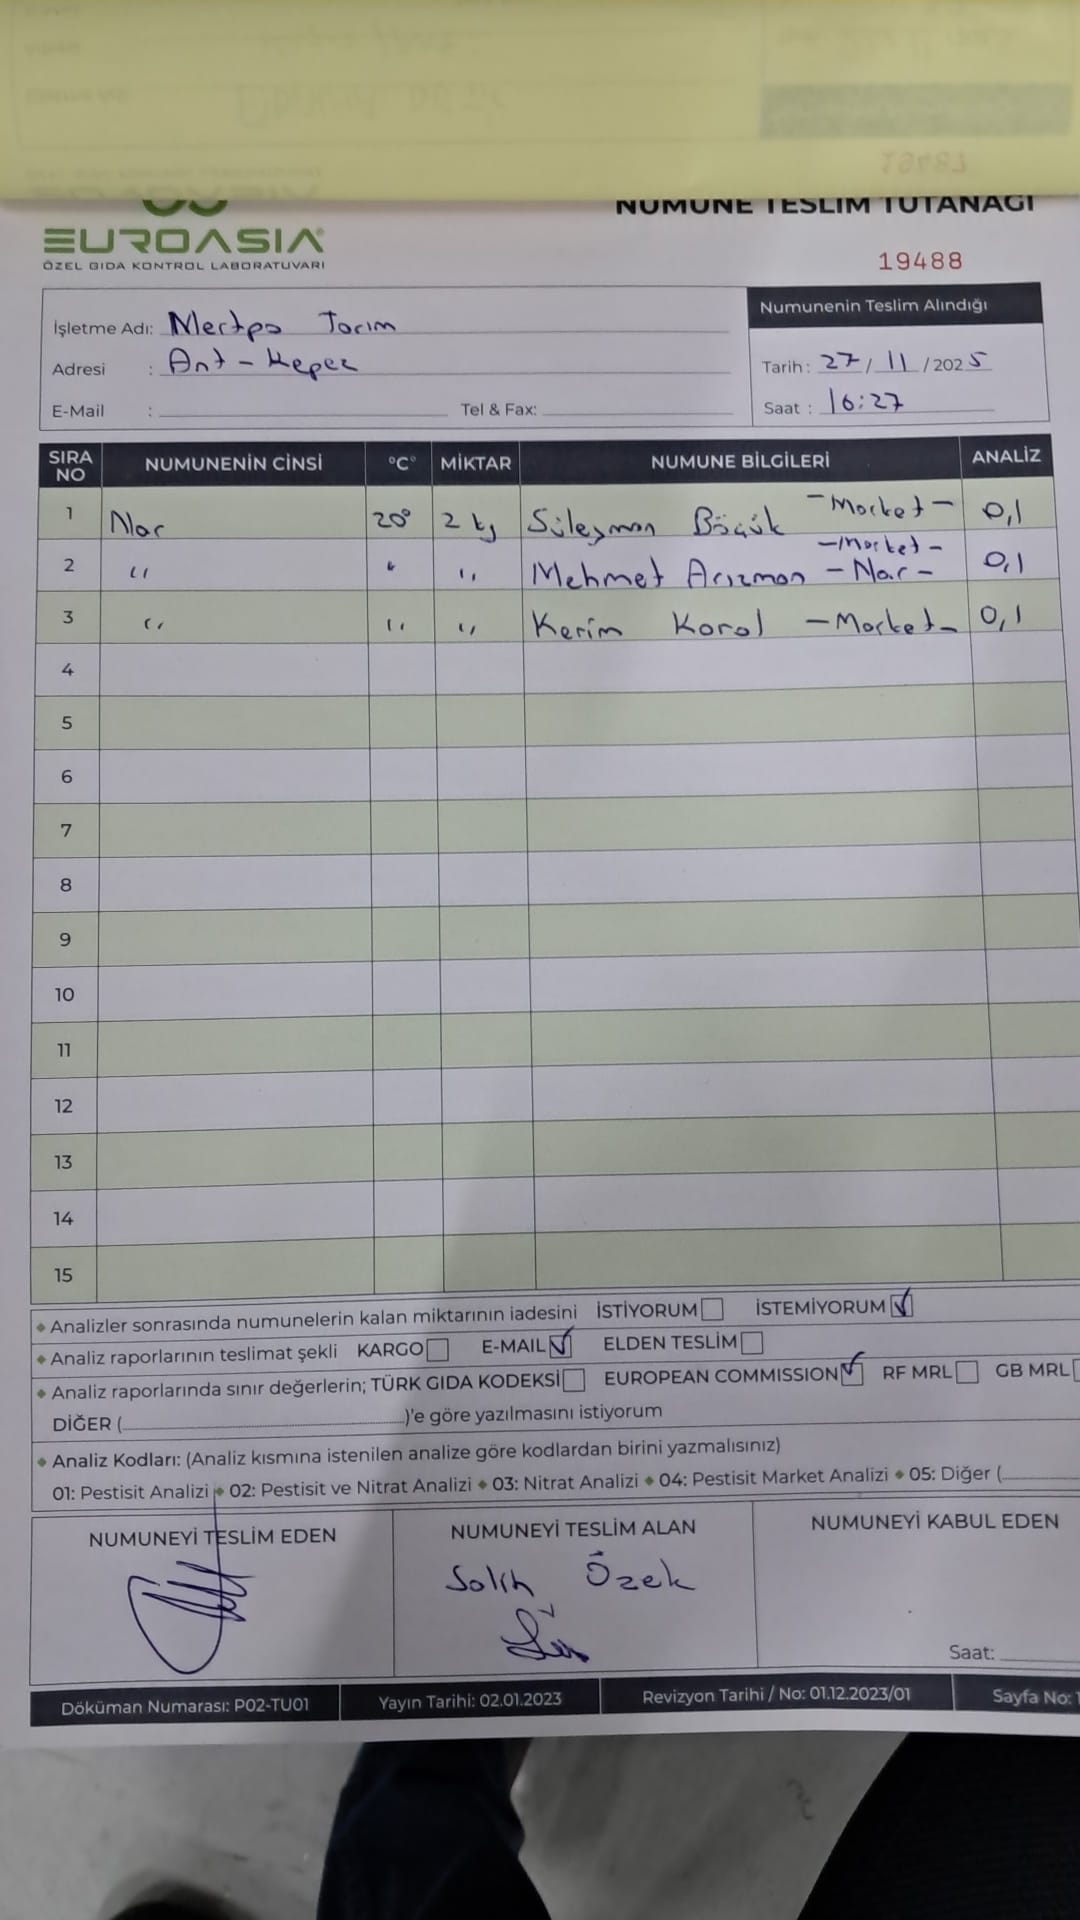 NUMUNE TESLİM TUTANAĞI
EUROASIA
ÖZEL GIDA KONTROL LABORATUVARI
19488
İşletme Adı: Mertpa Tarım
Adresi : Ant - Kepez
E-Mail : Tel & Fax:
Numunenin Teslim Alındığı
Tarih : 27 / 11 / 2025
Saat : 16:27
SIRA NO NUMUNENİN CİNSİ °C° MİKTAR NUMUNE BİLGİLERİ ANALİZ
1 Nar 20° 2 kg Süleyman Böçük - Market - 0,1
- Market -
2 '' '' '' Mehmet Arızman - Nar - 0,1
3 '' '' '' Kerim Koral - Market - 0,1
4
5
6
7
8
9
10
11
12
13
14
15
• Analizler sonrasında numunelerin kalan miktarının iadesini İSTİYORUM İSTEMİYORUM
• Analiz raporlarının teslimat şekli KARGO E-MAIL ELDEN TESLİM
• Analiz raporlarında sınır değerlerin; TÜRK GIDA KODEKSİ EUROPEAN COMMISSION RF MRL GB MRL
DİĞER (..........)'e göre yazılmasını istiyorum
• Analiz Kodları: (Analiz kısmına istenilen analize göre kodlardan birini yazmalısınız)
01: Pestisit Analizi • 02: Pestisit ve Nitrat Analizi • 03: Nitrat Analizi • 04: Pestisit Market Analizi • 05: Diğer (..........
NUMUNEYİ TESLİM EDEN NUMUNEYİ TESLİM ALAN NUMUNEYİ KABUL EDEN
Salih Özek
Saat:
Döküman Numarası: P02-TU01 Yayın Tarihi: 02.01.2023 Revizyon Tarihi / No: 01.12.2023/01 Sayfa No: 1